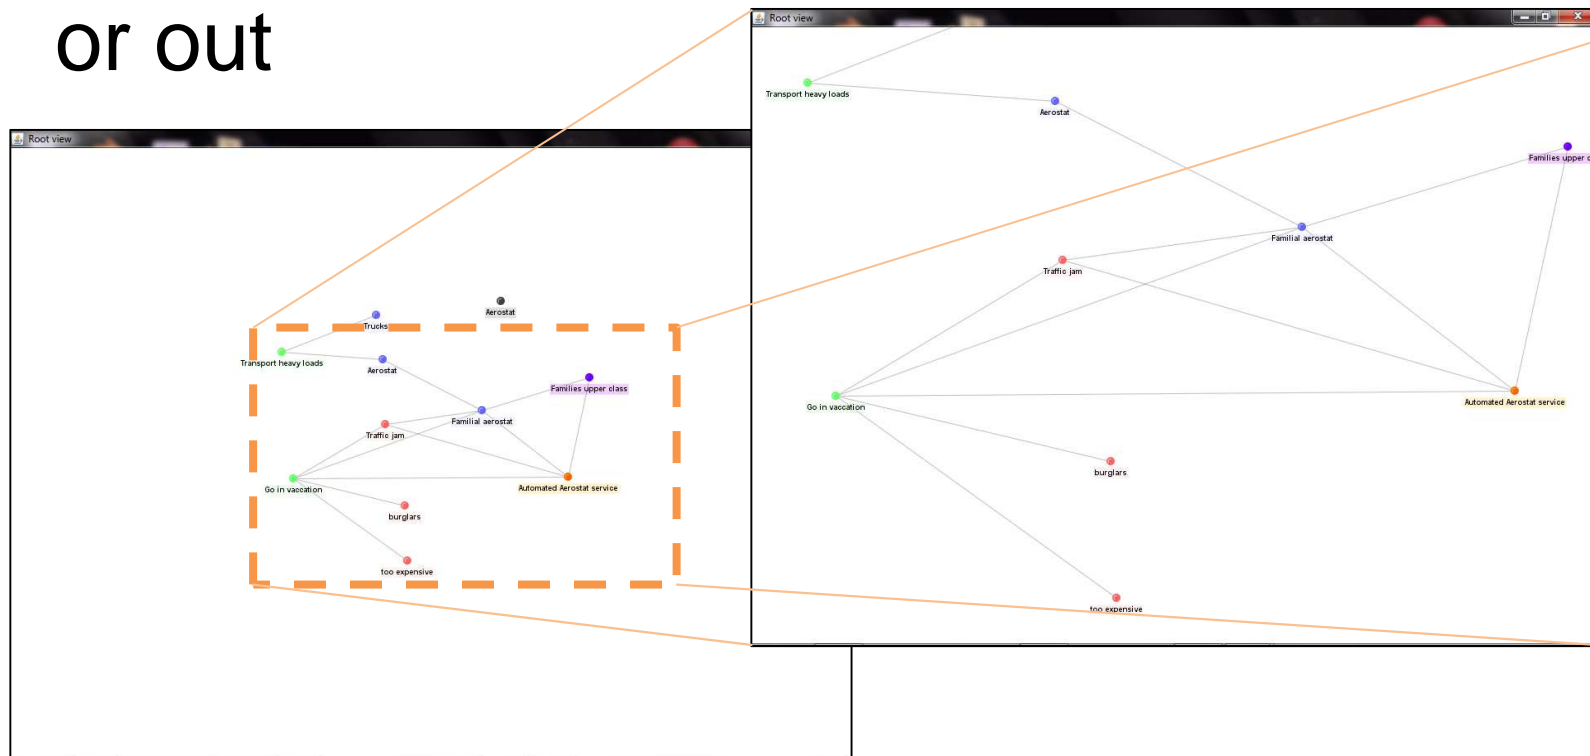 or out
Root view
Trucks
Aerostat
Transport heavy loads
Aerostat
Families upper class
Familial aerostat
Traffic jam
Go in vaccation
Automated Aerostat service
burglars
too expensive
Root view
Transport heavy loads
Aerostat
Families upper c
Familial aerostat
Traffic jam
Go in vaccation
Automated Aerostat service
burglars
too expensive